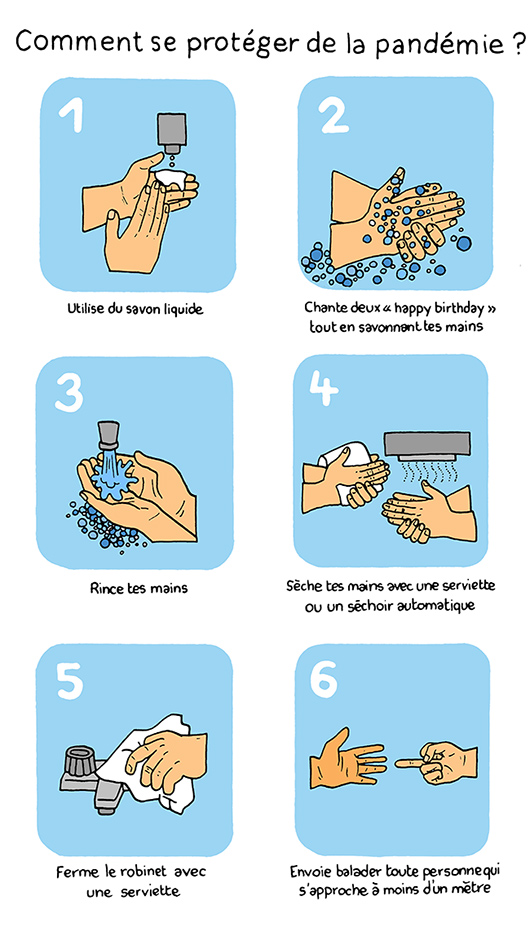 Comment se protéger de la pandémie ?
1
Utilise du savon liquide
2
Chante deux « happy birthday »
tout en savonnant tes mains
3
Rince tes mains
4
Sèche tes mains avec une serviette
ou un séchoir automatique
5
Ferme le robinet avec
une serviette
6
Envoie balader toute personne qui
s'approche à moins d'un mètre